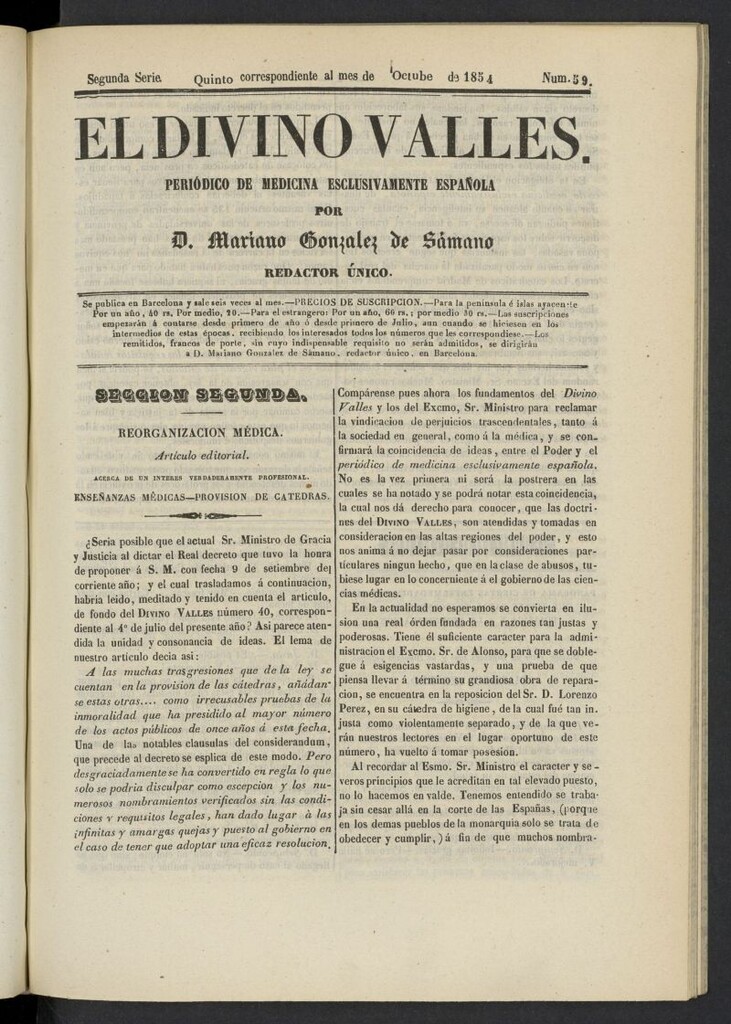 Segunda Serie Quinto correspondiente al mes de Octube de 1854 Num. 59.
EL DIVINO VALLES.
PERIÓDICO DE MEDICINA ESCLUSIVAMENTE ESPAÑOLA
POR
D. Mariano Gonzalez de Sámano
REDACTOR ÚNICO.
Se publica en Barcelona y sale seis veces al mes.—PRECIOS DE SUSCRIPCION.—Para la peninsula é islas ayacente
Por un año, 40 rs. Por medio, 20.—Para el estrangero: Por un año, 60 rs.; por medio 30 rs.—Las suscripciones
empezarán á contarse desde primero de año ó desde primero de Julio, aun cuando se hiciesen en los
intermedios de estas épocas, recibiendo los interesados todos los números que les correspondiese.—Los
remitidos, francos de porte, sin cuyo indispensable requisito no serán admitidos, se dirigirán
a D. Mariano Gonzalez de Sámano, redactor único, en Barcelona.
SECCION SEGUNDA.
REORGANIZACION MÉDICA.
Artículo editorial.
ACERCA DE UN INTERES VERDADERAMENTE PROFESIONAL.
ENSEÑANZAS MÉDICAS—PROVISION DE CATEDRAS.
¿Seria posible que el actual Sr. Ministro de Gracia
y Justicia al dictar el Real decreto que tuvo la honra
de proponer á S. M. con fecha 9 de setiembre del
corriente año; y el cual trasladamos á continuacion,
habria leido, meditado y tenido en cuenta el articulo,
de fondo del DIVINO VALLES número 40, correspon-
diente al 4º de julio del presente año? Asi parece aten-
dida la unidad y consonancia de ideas. El lema de
nuestro artículo decia asi:
A las muchas trasgresiones que de la ley se
cuentan en la provision de las cátedras, añádan-
se estas otras.... como irrecusables pruebas de la
inmoralidad que ha presidido al mayor número
de los actos públicos de once años á esta fecha.
Una de las notables clausulas del considerandum,
que precede al decreto se esplica de este modo. Pero
desgraciadamente se ha convertido en regla lo que
solo se podria disculpar como escepcion y los nu-
merosos nombramientos verificados sin las condi-
ciones y requisitos legales, han dado lugar á las
infinitas y amargas quejas y puesto al gobierno en
el caso de tener que adoptar una eficaz resolucion.
Compárense pues ahora los fundamentos del Divino
Valles y los del Excmo, Sr. Ministro para reclamar
la vindicacion de perjuicios trascendentales, tanto á
la sociedad en general, como á la médica, y se con-
firmará la coincidencia de ideas, entre el Poder y el
periódico de medicina esclusivamente española.
No es la vez primera ni será la postrera en las
cuales se ha notado y se podrá notar esta coincidencia,
la cual nos dá derecho para conocer, que las doctri-
nes del DIVINO VALLES, son atendidas y tomadas en
consideracion en las altas regiones del poder, y esto
nos anima á no dejar pasar por consideraciones par-
tículares ningun hecho, que en la clase de abusos, tu-
biese lugar en lo concerniente á el gobierno de las cien-
cias médicas.
En la actualidad no esperamos se convierta en ilu-
sion una real órden fundada en razones tan justas y
poderosas. Tiene él suficiente caracter para la admi-
nistracion el Excmo. Sr. de Alonso, para que se doble-
gue á esigencias vastardas, y una prueba de que
piensa llevar á término su grandiosa obra de repara-
cion, se encuentra en la reposicion del Sr. D. Lorenzo
Perez, en su cátedra de higiene, de la cual fué tan in-
justa como violentamente separado, y de la que ve-
rán nuestros lectores en el lugar oportuno de este
número, ha vuelto á tomar posesion.
Al recordar al Esmo. Sr. Ministro el caracter y se-
veros principios que le acreditan en tal elevado puesto,
no lo hacemos en valde. Tenemos entendido se traba-
ja sin cesar allá en la corte de las Españas, (porque
en los demas pueblos de la monarquia solo se trata de
obedecer y cumplir,) á fin de que muchos nombra-